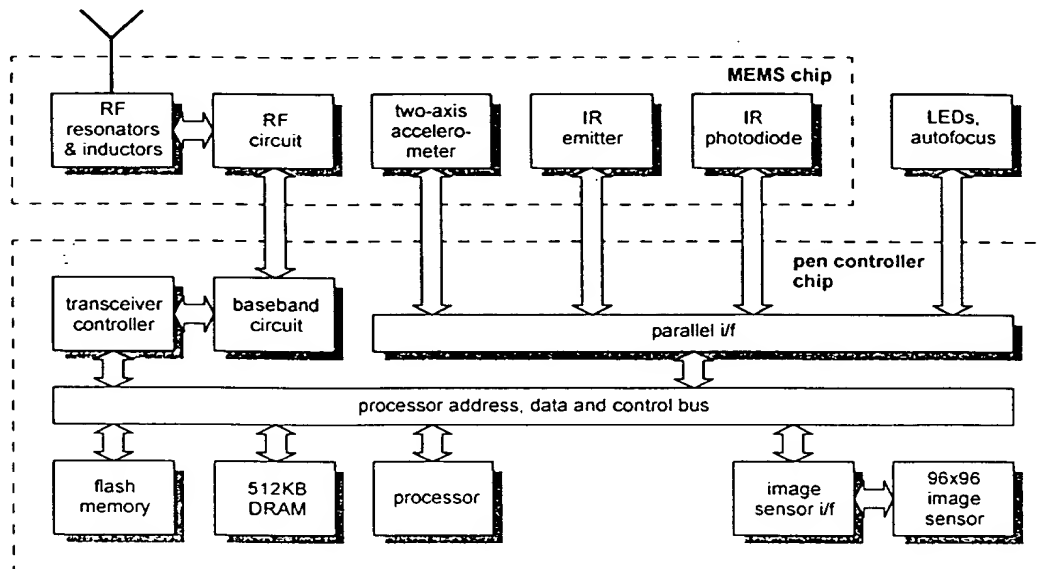 MEMS chip
RF
resonators
& inductors
RF
circuit
two-axis
accelero-
meter
IR
emitter
IR
photodiode
LEDs,
autofocus
pen controller
chip
transceiver
controller
baseband
circuit
parallel i/f
processor address, data and control bus
flash
memory
512KB
DRAM
processor
image
sensor i/f
96x96
image
sensor